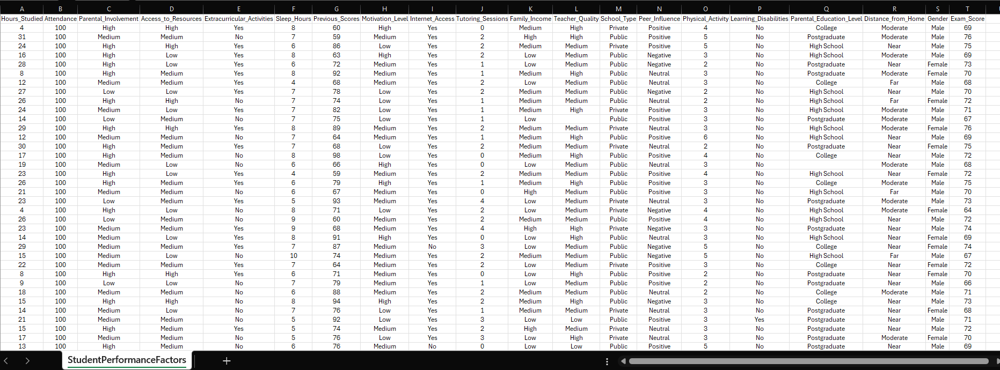 A B C D E F G H I J K L M N O P Q R S T
Hours_Studied Attendance Parental_Involvement Access_to_Resources Extracurricular_Activities Sleep_Hours Previous_Scores Motivation_Level Internet_Access Tutoring_Sessions Family_Income Teacher_Quality School_Type Peer_Influence Physical_Activity Learning_Disabilities Parental_Education_Level Distance_from_Home Gender Exam_Score
4 100 High High Yes 8 60 High Yes 0 Medium High Private Positive 4 No College Moderate Male 69
31 100 Medium Medium No 7 59 Medium Yes 2 High High Public Positive 5 No Postgraduate Moderate Male 76
24 100 High High Yes 6 86 Low Yes 2 Medium Medium Private Positive 5 No High School Near Male 75
16 100 High Low Yes 8 63 High Yes 2 Low Medium Public Negative 3 No High School Moderate Male 69
28 100 High Low Yes 6 72 Medium Yes 1 Low Medium Public Negative 2 No Postgraduate Near Female 73
8 100 High Medium Yes 8 92 Medium Yes 1 Medium High Public Neutral 3 No Postgraduate Moderate Female 70
12 100 Medium Medium Yes 4 68 Medium Yes 2 Low Medium Public Neutral 3 No College Far Male 68
27 100 Low Low Yes 7 78 Low Yes 2 Medium Medium Public Negative 2 No High School Near Male 70
26 100 High High No 7 74 Low Yes 1 Medium Medium Public Neutral 2 No High School Far Female 72
24 100 Medium Low Yes 7 82 Low Yes 1 Medium High Private Positive 3 No High School Moderate Male 71
14 100 Low Medium No 7 75 Low Yes 1 Low Public Positive 3 No Postgraduate Moderate Male 67
29 100 High High Yes 8 89 Medium Yes 2 Medium Medium Private Neutral 3 No High School Moderate Female 76
12 100 Medium Medium No 7 64 Medium Yes 1 Medium High Public Positive 6 No High School Near Male 69
30 100 High Medium Yes 7 68 Low Yes 2 Medium Medium Private Neutral 2 No Postgraduate Near Female 75
17 100 High Medium No 8 98 Low Yes 0 Medium High Public Positive 4 No College Near Male 72
19 100 Medium Low No 6 66 High Yes 0 Low Medium Public Neutral 3 No Moderate Male 68
23 100 High Low Yes 4 59 Medium Yes 2 Medium Medium Public Positive 4 No High School Near Female 72
26 100 High Medium Yes 6 79 High Yes 1 Medium High Public Positive 3 No College Moderate Male 75
21 100 Medium Medium No 6 67 Medium Yes 0 High Medium Public Positive 3 No High School Far Male 70
23 100 Low Medium Yes 5 93 Medium Yes 4 Low Medium Private Neutral 3 No Postgraduate Moderate Male 73
4 100 High Low No 8 71 Low Yes 2 Low Medium Private Negative 4 No High School Moderate Female 64
26 100 Low Medium No 9 60 Medium Yes 2 Medium Medium Public Positive 4 No High School Near Male 72
23 100 Medium Medium Yes 9 68 Medium Yes 4 High High Private Negative 3 No Postgraduate Near Male 74
14 100 Medium Low Yes 8 91 High Yes 0 Low High Public Neutral 3 No High School Near Female 69
29 100 Medium Medium Yes 7 87 Medium No 3 Low Medium Public Negative 5 No College Near Female 74
15 100 Medium Low No 10 74 Medium Yes 2 Medium Medium Public Negative 5 No High School Far Male 67
22 100 Medium Medium Yes 7 64 Medium Yes 2 Low Medium Private Positive 3 No College Near Female 72
8 100 High High Yes 6 71 Medium Yes 0 Low High Public Positive 2 No Postgraduate Near Female 70
9 100 Low Low No 7 79 Medium Yes 1 Low Medium Public Positive 2 No Postgraduate Near Male 66
18 100 Medium Medium No 6 88 Medium Yes 2 Medium Medium Public Neutral 2 No College Moderate Male 71
15 100 High High No 8 94 High Yes 2 Medium High Public Negative 3 No College Near Male 73
14 100 Medium Low No 7 76 Low Yes 1 Medium Medium Private Neutral 3 No Postgraduate Near Female 68
21 100 Medium Medium No 5 92 Low Yes 3 Low Low Public Positive 3 Yes Postgraduate Near Male 71
15 100 High Medium Yes 5 74 Medium Yes 2 High Medium Private Neutral 3 No Postgraduate Near Male 72
17 100 Medium Medium No 5 76 Low Yes 3 Low High Private Neutral 3 No Postgraduate Moderate Female 70
13 100 High Medium No 6 76 Medium No 0 Low Low Public Positive 5 No Postgraduate Near Male 69
StudentPerformanceFactors